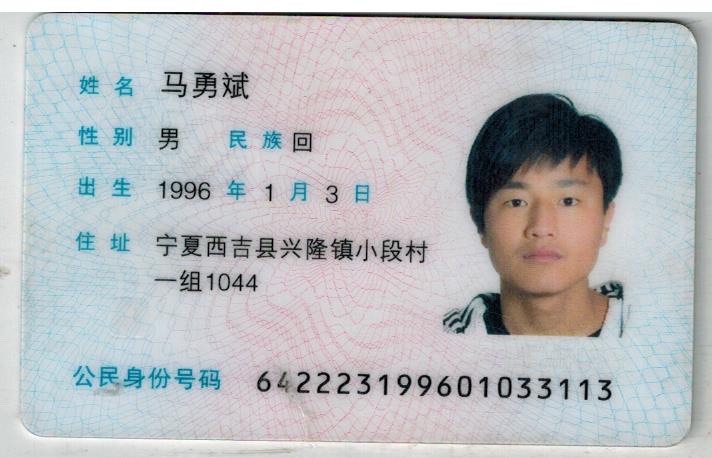 姓名 马勇斌
性别 男 民族 回
出生 1996 年 1 月 3 日
住址 宁夏西吉县兴隆镇小段村
一组1044
公民身份号码 642223199601033113